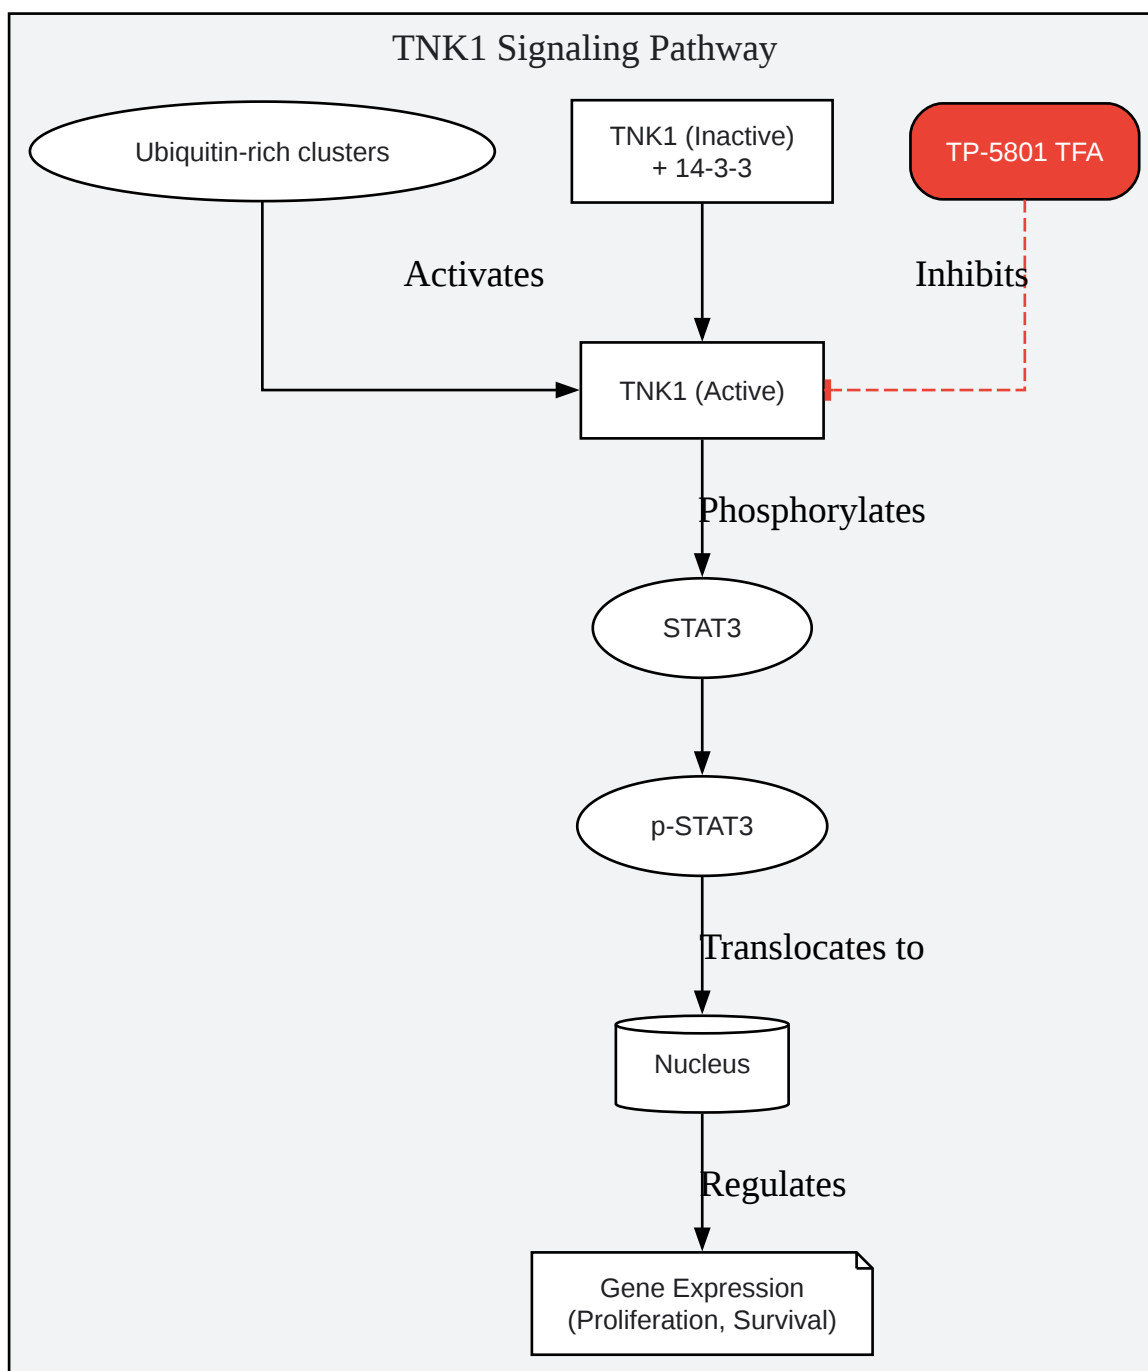 TNK1 Signaling Pathway
Ubiquitin-rich clusters
TNK1 (Inactive)
+ 14-3-3
TP-5801 TFA
Activates
Inhibits
TNK1 (Active)
Phosphorylates
STAT3
p-STAT3
Translocates to
Nucleus
Regulates
Gene Expression
(Proliferation, Survival)